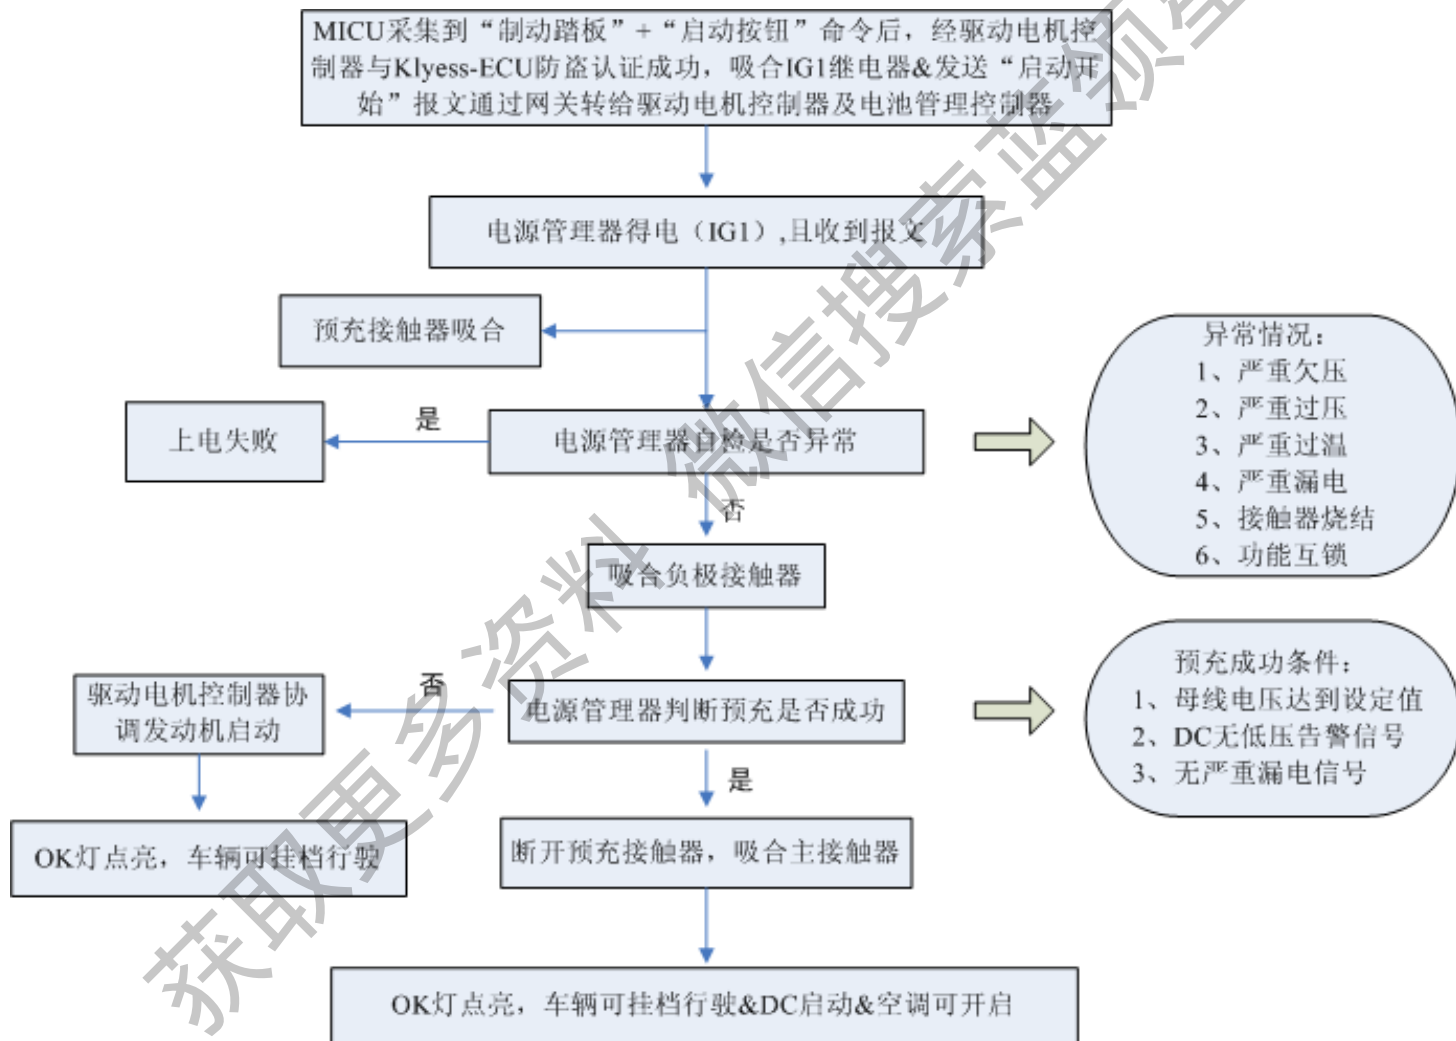 MICU采集到“制动踏板”+“启动按钮”命令后，经驱动电机控
制器与Klyess-ECU防盗认证成功，吸合IG1继电器&发送“启动开
始”报文通过网关转给驱动电机控制器及电池管理控制器
电源管理器得电（IG1）,且收到报文
预充接触器吸合
电源管理器自检是否异常
是
上电失败
异常情况：
1、严重欠压
2、严重过压
3、严重过温
4、严重漏电
5、接触器烧结
6、功能互锁
否
吸合负极接触器
电源管理器判断预充是否成功
否
驱动电机控制器协
调发动机启动
预充成功条件：
1、母线电压达到设定值
2、DC无低压告警信号
3、无严重漏电信号
是
OK灯点亮，车辆可挂档行驶
断开预充接触器，吸合主接触器
OK灯点亮，车辆可挂档行驶&DC启动&空调可开启
获取更多资料 微信搜索蓝领